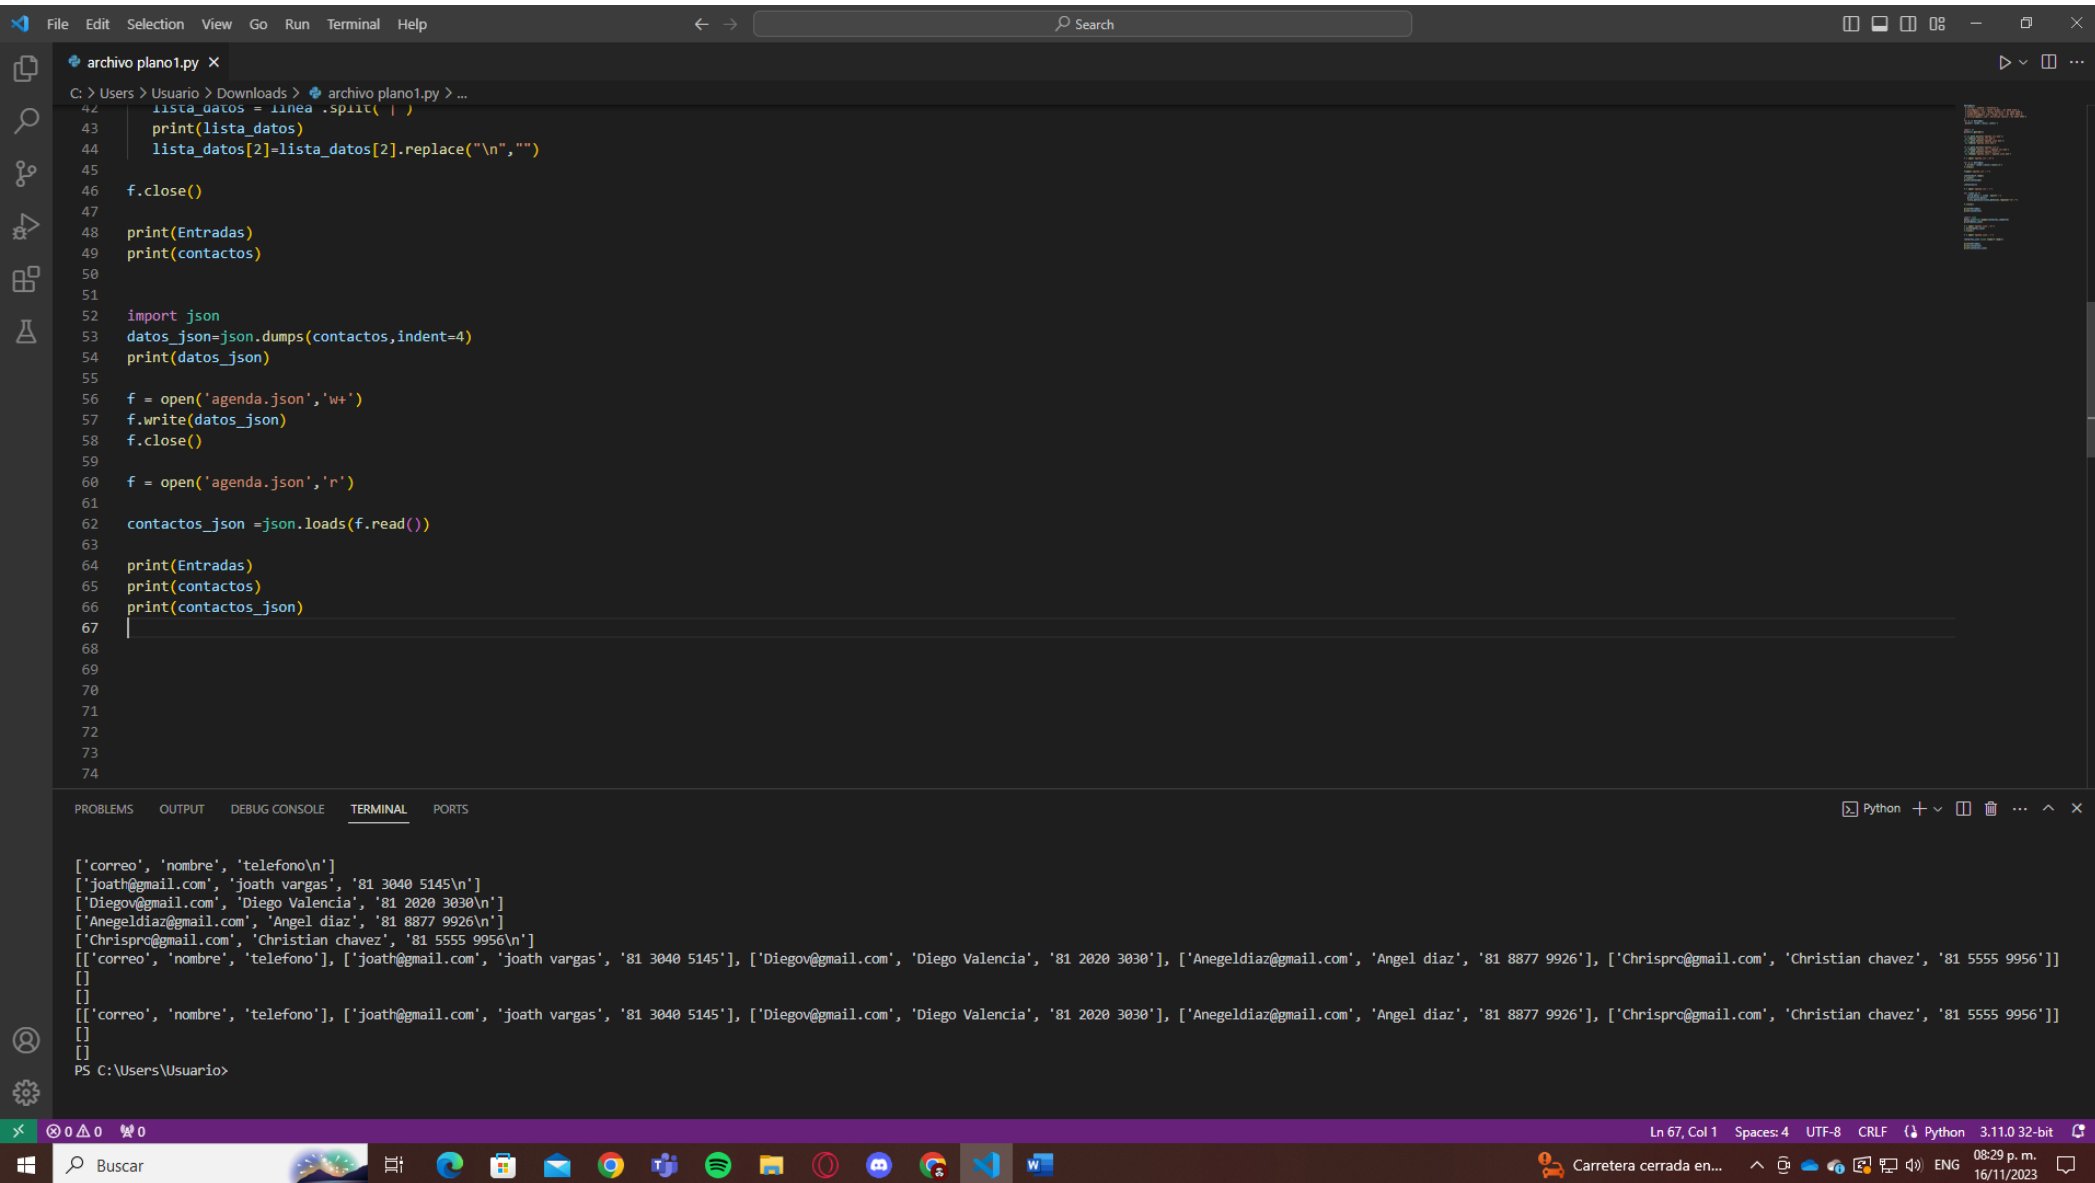 File Edit Selection View Go Run Terminal Help
Search
archivo plano1.py
C: > Users > Usuario > Downloads > archivo plano1.py > ...
42 lista_datos = linea .split("|")
43 print(lista_datos)
44 lista_datos[2]=lista_datos[2].replace("\n","")
45
46 f.close()
47
48 print(Entradas)
49 print(contactos)
50
51
52 import json
53 datos_json=json.dumps(contactos,indent=4)
54 print(datos_json)
55
56 f = open('agenda.json','w+')
57 f.write(datos_json)
58 f.close()
59
60 f = open('agenda.json','r')
61
62 contactos_json =json.loads(f.read())
63
64 print(Entradas)
65 print(contactos)
66 print(contactos_json)
67
68
69
70
71
72
73
74
PROBLEMS OUTPUT DEBUG CONSOLE TERMINAL PORTS
Python
['correo', 'nombre', 'telefono\n']
['joath@gmail.com', 'joath vargas', '81 3040 5145\n']
['Diegov@gmail.com', 'Diego Valencia', '81 2020 3030\n']
['Anegeldiaz@gmail.com', 'Angel diaz', '81 8877 9926\n']
['Chrisprc@gmail.com', 'Christian chavez', '81 5555 9956\n']
[['correo', 'nombre', 'telefono'], ['joath@gmail.com', 'joath vargas', '81 3040 5145'], ['Diegov@gmail.com', 'Diego Valencia', '81 2020 3030'], ['Anegeldiaz@gmail.com', 'Angel diaz', '81 8877 9926'], ['Chrisprc@gmail.com', 'Christian chavez', '81 5555 9956']]
[]
[]
[['correo', 'nombre', 'telefono'], ['joath@gmail.com', 'joath vargas', '81 3040 5145'], ['Diegov@gmail.com', 'Diego Valencia', '81 2020 3030'], ['Anegeldiaz@gmail.com', 'Angel diaz', '81 8877 9926'], ['Chrisprc@gmail.com', 'Christian chavez', '81 5555 9956']]
[]
[]
PS C:\Users\Usuario>
0 0 0 Ln 67, Col 1 Spaces: 4 UTF-8 CRLF Python 3.11.0 32-bit
Buscar
Carretera cerrada en... ENG 08:29 p. m.
16/11/2023